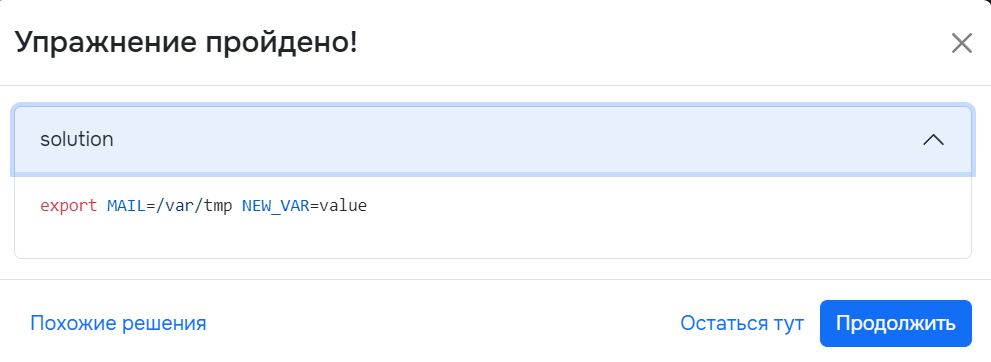 Упражнение пройдено!
solution
export MAIL=/var/tmp NEW_VAR=value
Похожие решения
Остаться тут
Продолжить